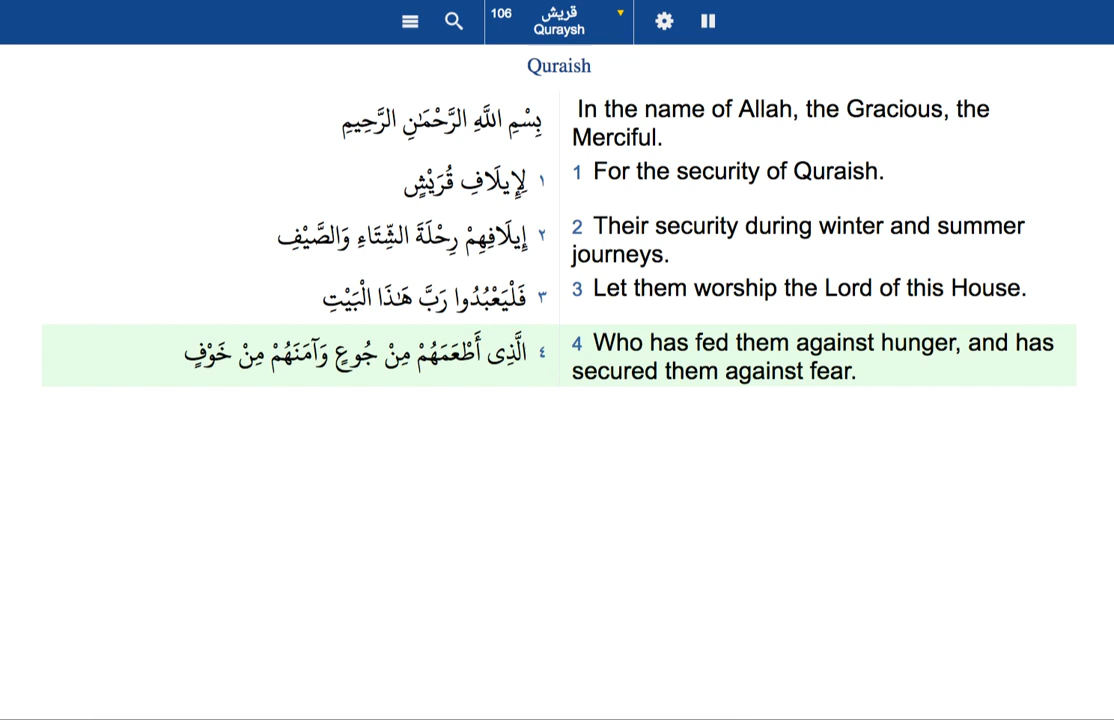 106
قريش
Quraysh
Quraish
بِسْمِ اللَّهِ الرَّحْمَٰنِ الرَّحِيمِ
In the name of Allah, the Gracious, the
Merciful.
١ لِإِيلَافِ قُرَيْشٍ
1 For the security of Quraish.
٢ إِيلَافِهِمْ رِحْلَةَ الشِّتَاءِ وَالصَّيْفِ
2 Their security during winter and summer
journeys.
٣ فَلْيَعْبُدُوا رَبَّ هَٰذَا الْبَيْتِ
3 Let them worship the Lord of this House.
٤ الَّذِى أَطْعَمَهُمْ مِنْ جُوعٍ وَآمَنَهُمْ مِنْ خَوْفٍ
4 Who has fed them against hunger, and has
secured them against fear.